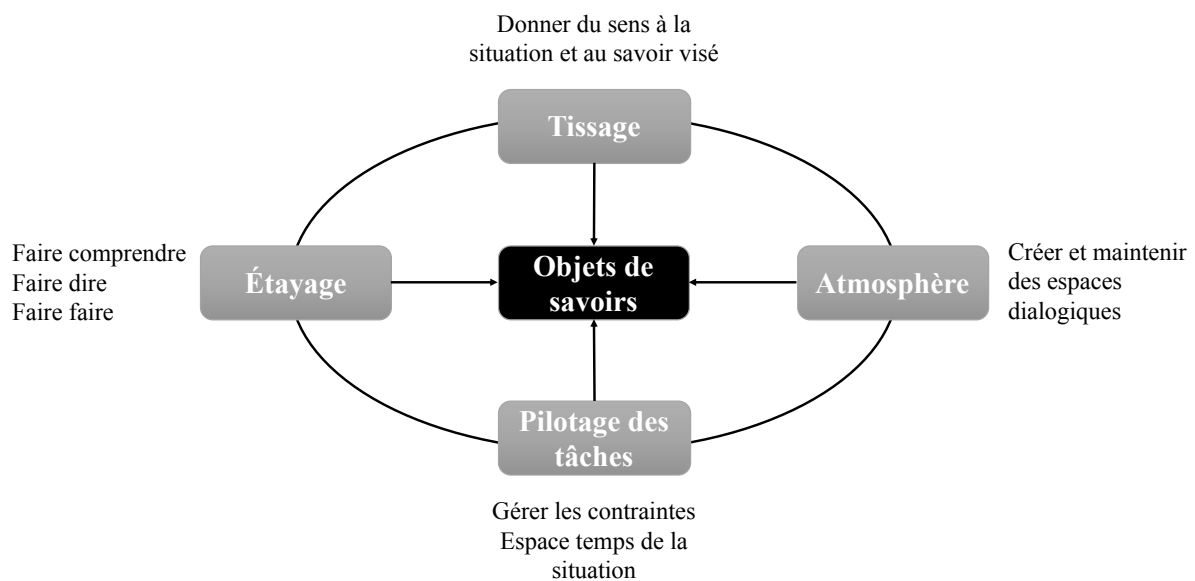 Donner du sens à la
situation et au savoir visé
Tissage
Faire comprendre
Faire dire
Faire faire
Étayage
Objets de
savoirs
Atmosphère
Créer et maintenir
des espaces
dialogiques
Pilotage des
tâches
Gérer les contraintes
Espace temps de la
situation